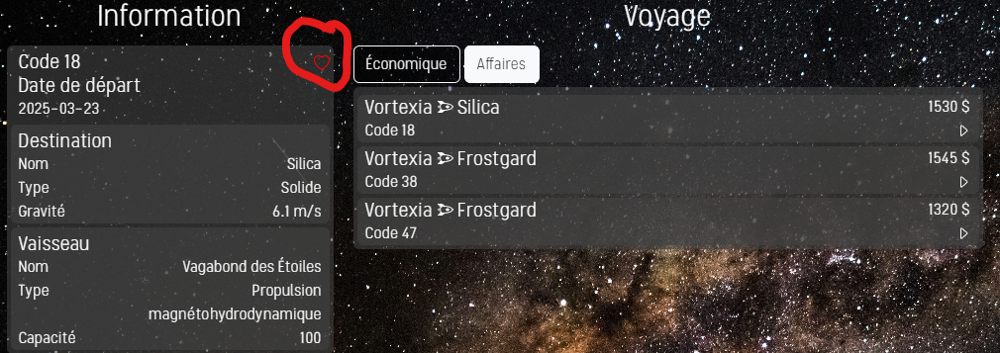 Information
Code 18
Date de départ
2025-03-23
Destination
Nom Silica
Type Solide
Gravité 6.1 m/s
Vaisseau
Nom Vagabond des Étoiles
Type Propulsion
magnétohydrodynamique
Capacité 100
Voyage
Économique Affaires
Vortexia Silica 1530 $
Code 18
Vortexia Frostgard 1545 $
Code 38
Vortexia Frostgard 1320 $
Code 47